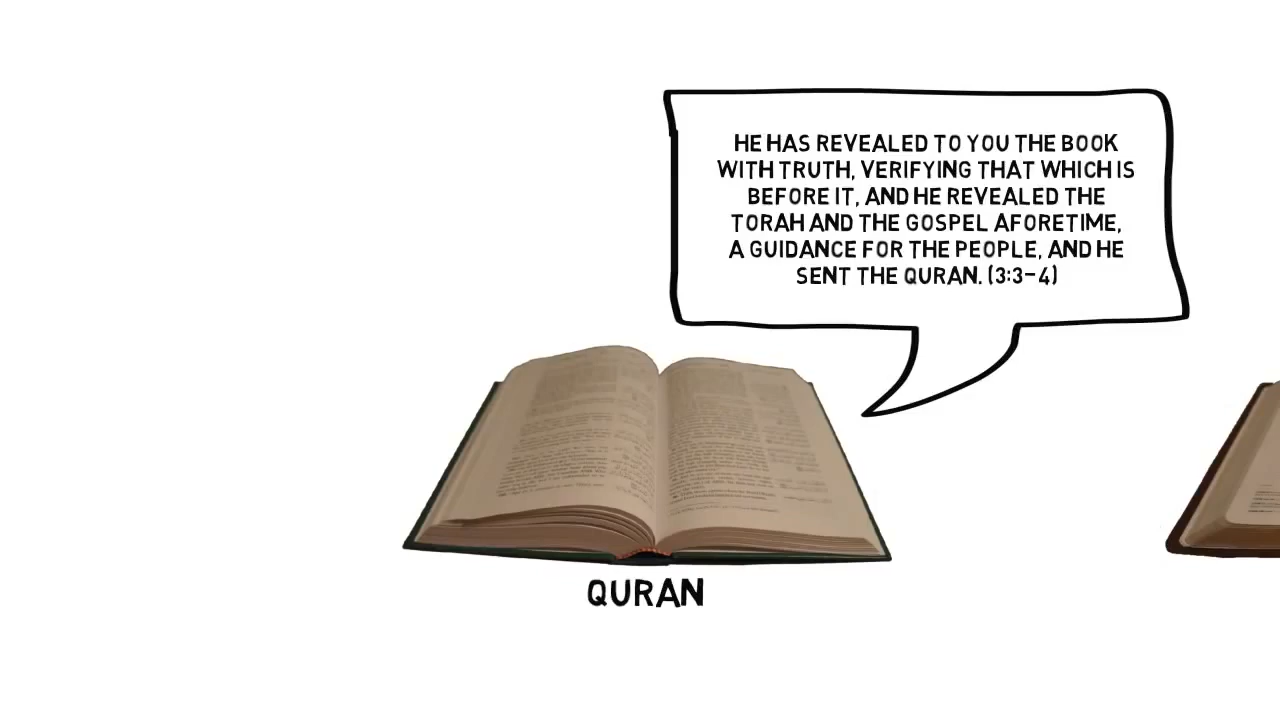 HE HAS REVEALED TO YOU THE BOOK
WITH TRUTH, VERIFYING THAT WHICH IS
BEFORE IT, AND HE REVEALED THE
TORAH AND THE GOSPEL AFORETIME,
A GUIDANCE FOR THE PEOPLE, AND HE
SENT THE QURAN. (3:3-4)
QURAN